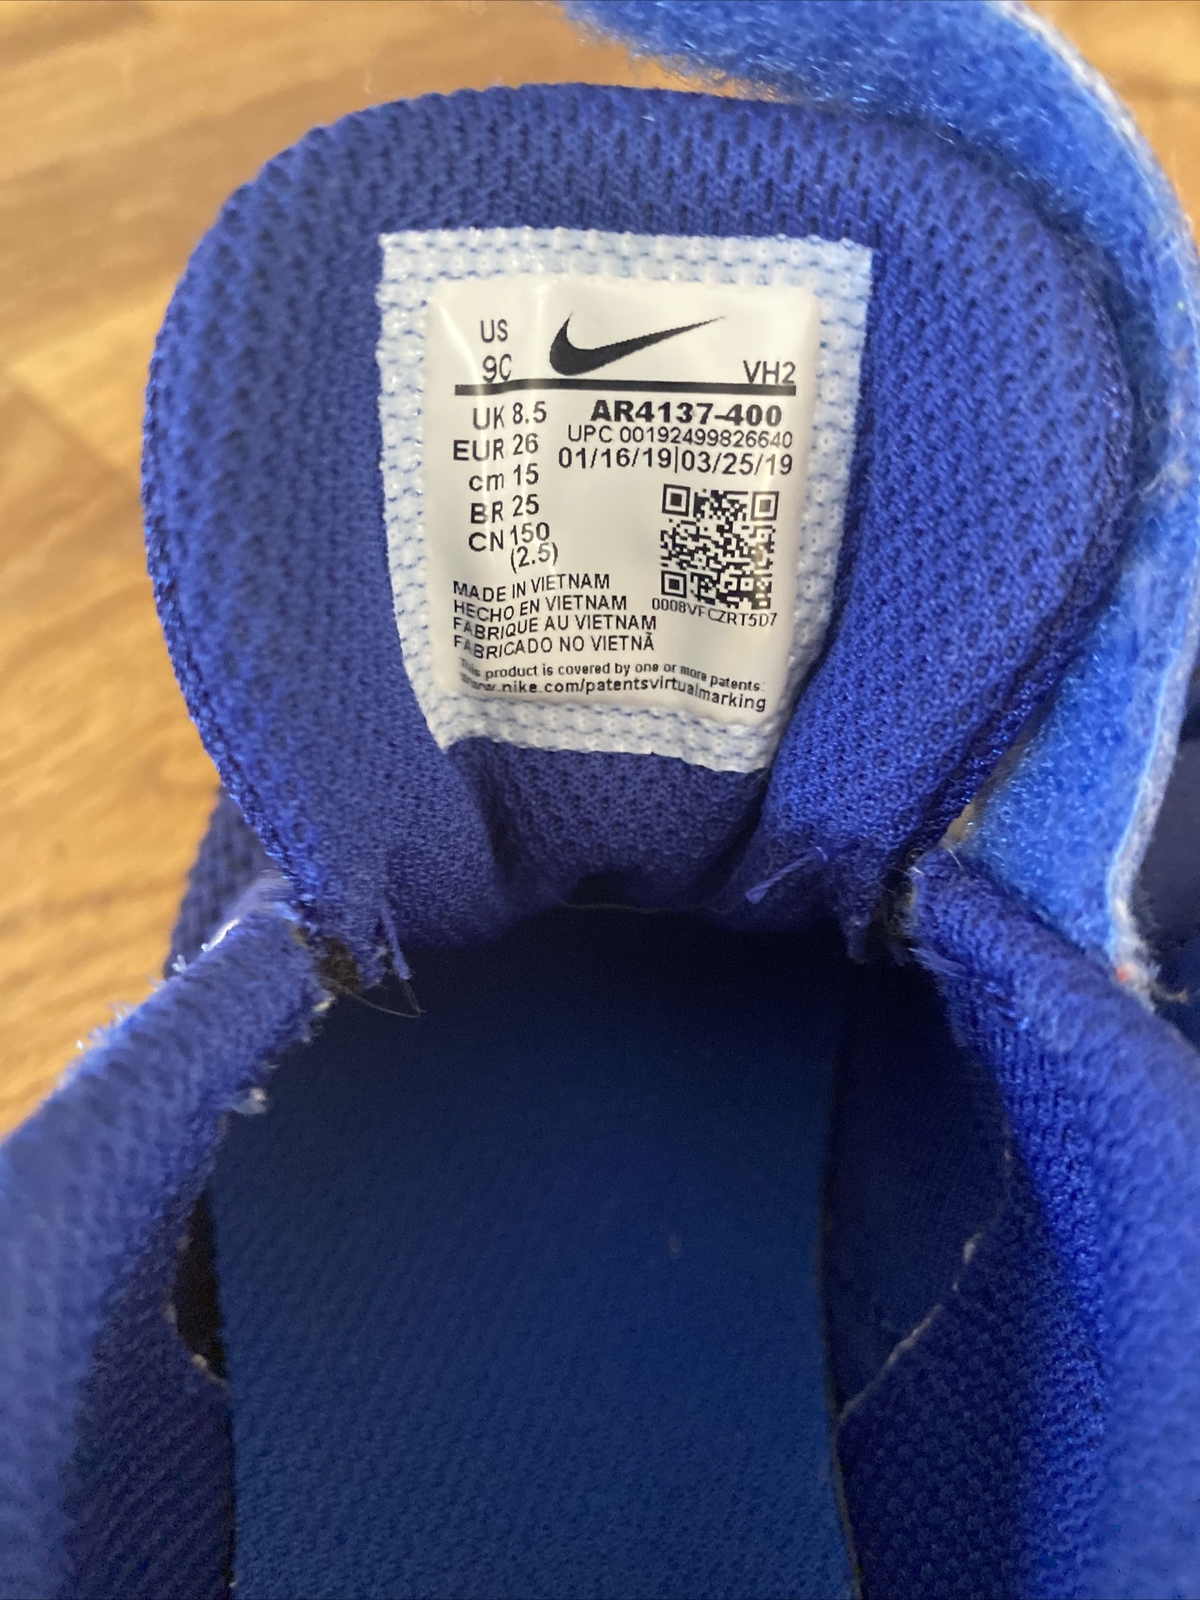 US
9C
VH2
UK 8.5
EUR 26
cm 15
BR 25
CN 150
(2.5)
AR4137-400
UPC 00192499826640
01/16/19|03/25/19
0008VFCZRT5D7
MADE IN VIETNAM
HECHO EN VIETNAM
FABRIQUE AU VIETNAM
FABRICADO NO VIETNÃ
This product is covered by one or more patents:
www.nike.com/patentsvirtualmarking